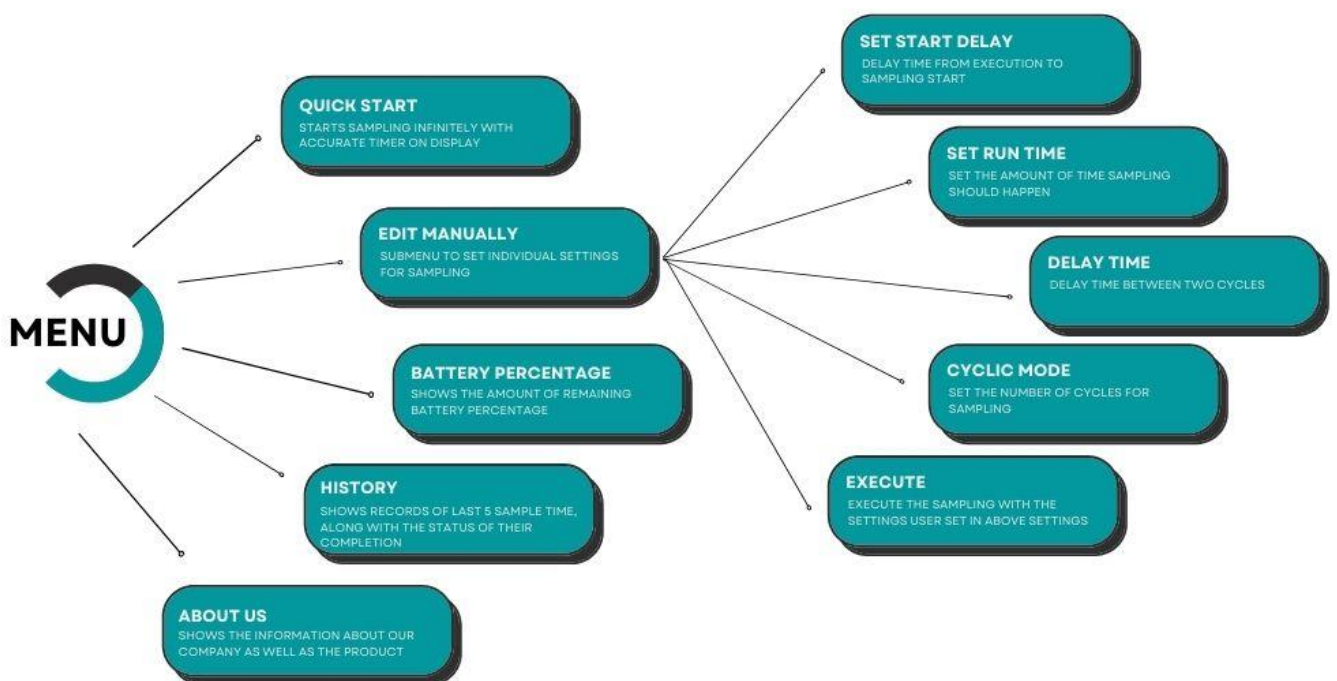 MENU
QUICK START
STARTS SAMPLING INFINITELY WITH
ACCURATE TIMER ON DISPLAY
EDIT MANUALLY
SUBMENU TO SET INDIVIDUAL SETTINGS
FOR SAMPLING
BATTERY PERCENTAGE
SHOWS THE AMOUNT OF REMAINING
BATTERY PERCENTAGE
HISTORY
SHOWS RECORDS OF LAST 5 SAMPLE TIME,
ALONG WITH THE STATUS OF THEIR
COMPLETION
ABOUT US
SHOWS THE INFORMATION ABOUT OUR
COMPANY AS WELL AS THE PRODUCT
SET START DELAY
DELAY TIME FROM EXECUTION TO
SAMPLING START
SET RUN TIME
SET THE AMOUNT OF TIME SAMPLING
SHOULD HAPPEN
DELAY TIME
DELAY TIME BETWEEN TWO CYCLES
CYCLIC MODE
SET THE NUMBER OF CYCLES FOR
SAMPLING
EXECUTE
EXECUTE THE SAMPLING WITH THE
SETTINGS USER SET IN ABOVE SETTINGS